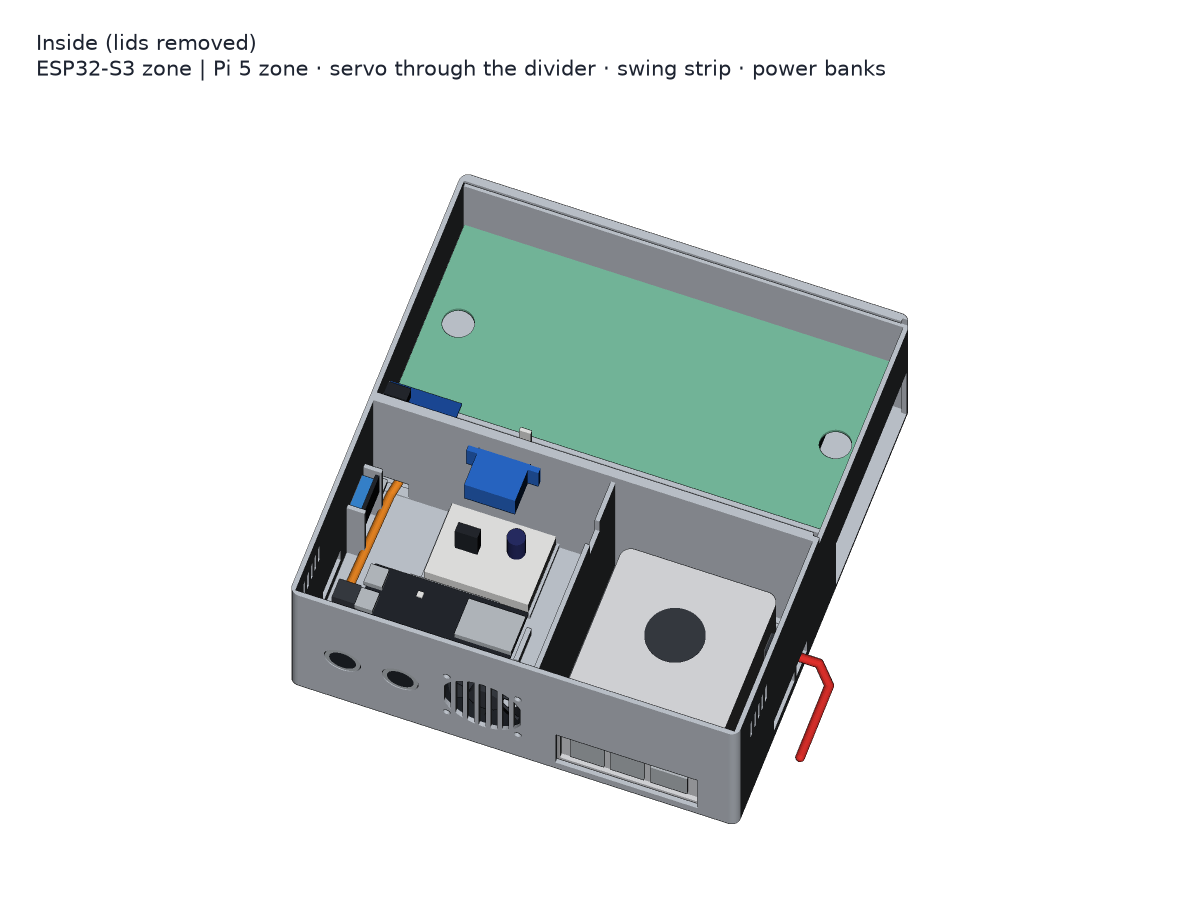 Inside (lids removed)
ESP32-S3 zone | Pi 5 zone · servo through the divider · swing strip · power banks